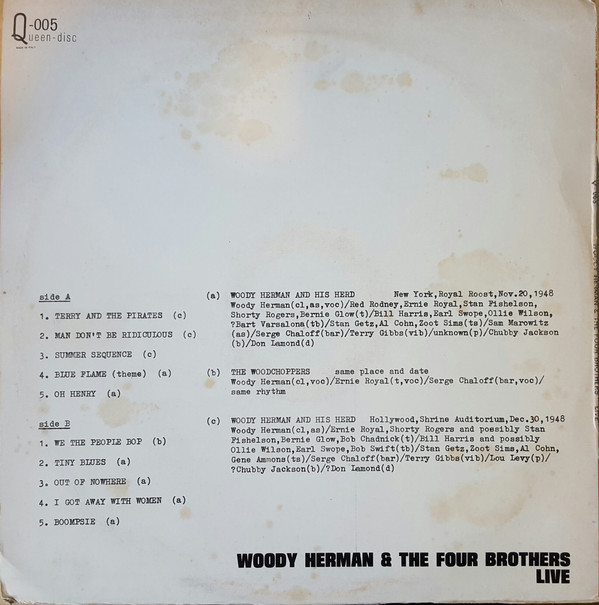 Q-005
Queen-disc
side A
1. TERRY AND THE PIRATES (c)
2. MAN DON'T BE RIDICULOUS (c)
3. SUMMER SEQUENCE (c)
4. BLUE FLAME (theme) (a)
5. OH HENRY (a)
side B
1. WE THE PEOPLE BOP (b)
2. TINY BLUES (a)
3. OUT OF NOWHERE (a)
4. I GOT AWAY WITH WOMEN (a)
5. BOOMPSIE (a)
(a) WOODY HERMAN AND HIS HERD New York,Royal Roost,Nov.20,1948
Woody Herman(cl,as,voc)/Red Rodney,Ernie Royal,Stan Fishelson,
Shorty Rogers,Bernie Glow(t)/Bill Harris,Earl Swope,Ollie Wilson,
?Bart Varsalona(tb)/Stan Getz,Al Cohn,Zoot Sims(ts)/Sam Marowitz
(as)/Serge Chaloff(bar)/Terry Gibbs(vib)/unknown(p)/Chubby Jackson
(b)/Don Lamond(d)
(b) THE WOODCHOPPERS same place and date
Woody Herman(cl,voc)/Ernie Royal(t,voc)/Serge Chaloff(bar,voc)/
same rhythm
(c) WOODY HERMAN AND HIS HERD Hollywood,Shrine Auditorium,Dec.30,1948
Woody Herman(cl,as)/Ernie Royal,Shorty Rogers and possibly Stan
Fishelson,Bernie Glow,Bob Chadnick(t)/Bill Harris and possibly
Ollie Wilson,Earl Swope,Bob Swift(tb)/Stan Getz,Zoot Sims,Al Cohn,
Gene Ammons(ts)/Serge Chaloff(bar)/Terry Gibbs(vib)/Lou Levy(p)/
?Chubby Jackson(b)/?Don Lamond(d)
WOODY HERMAN & THE FOUR BROTHERS
LIVE